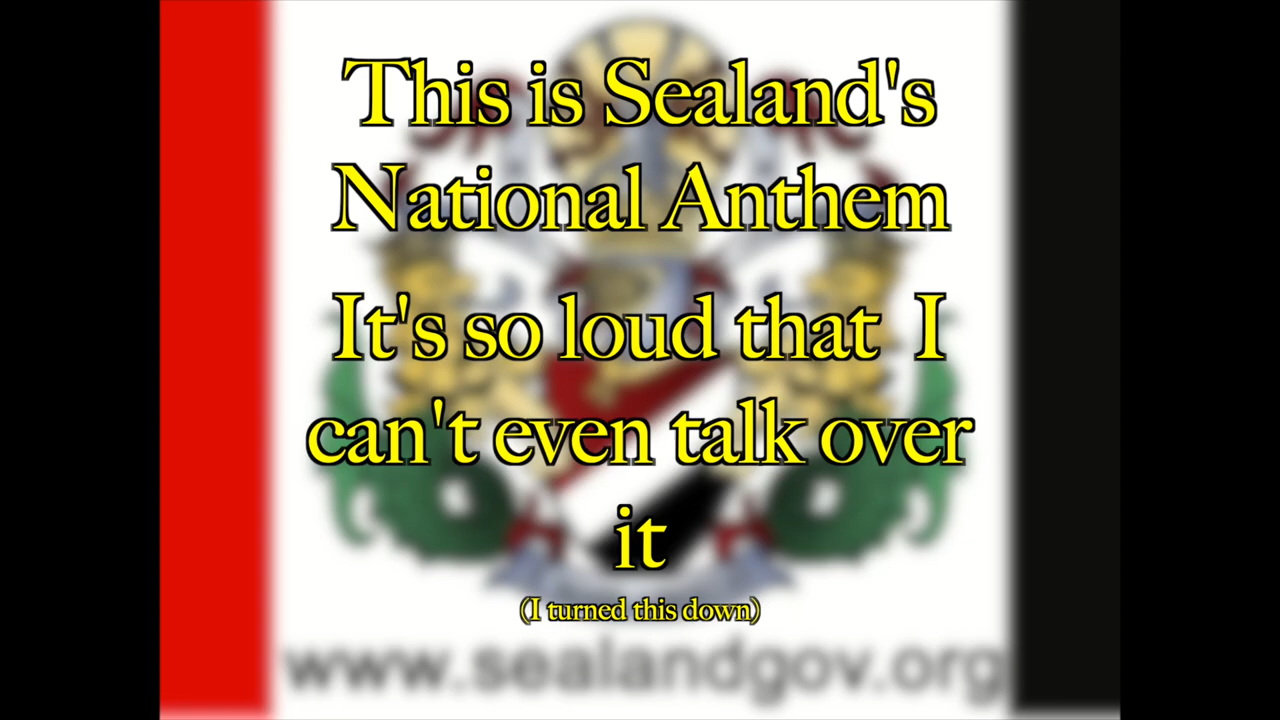 This is Sealand's
National Anthem
It's so loud that I
can't even talk over
it
(I turned this down)
www.sealandgov.org